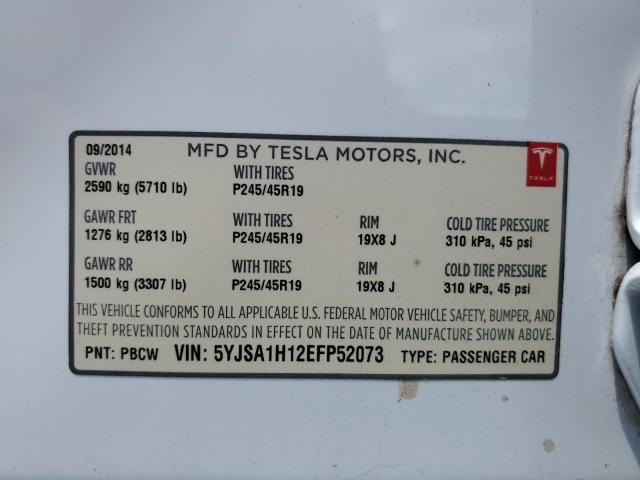 09/2014 MFD BY TESLA MOTORS, INC.
GVWR WITH TIRES
2590 kg (5710 lb) P245/45R19
TESLA
GAWR FRT WITH TIRES RIM COLD TIRE PRESSURE
1276 kg (2813 lb) P245/45R19 19X8 J 310 kPa, 45 psi
GAWR RR WITH TIRES RIM COLD TIRE PRESSURE
1500 kg (3307 lb) P245/45R19 19X8 J 310 kPa, 45 psi
THIS VEHICLE CONFORMS TO ALL APPLICABLE U.S. FEDERAL MOTOR VEHICLE SAFETY, BUMPER, AND
THEFT PREVENTION STANDARDS IN EFFECT ON THE DATE OF MANUFACTURE SHOWN ABOVE.
PNT: PBCW VIN: 5YJSA1H12EFP52073 TYPE: PASSENGER CAR